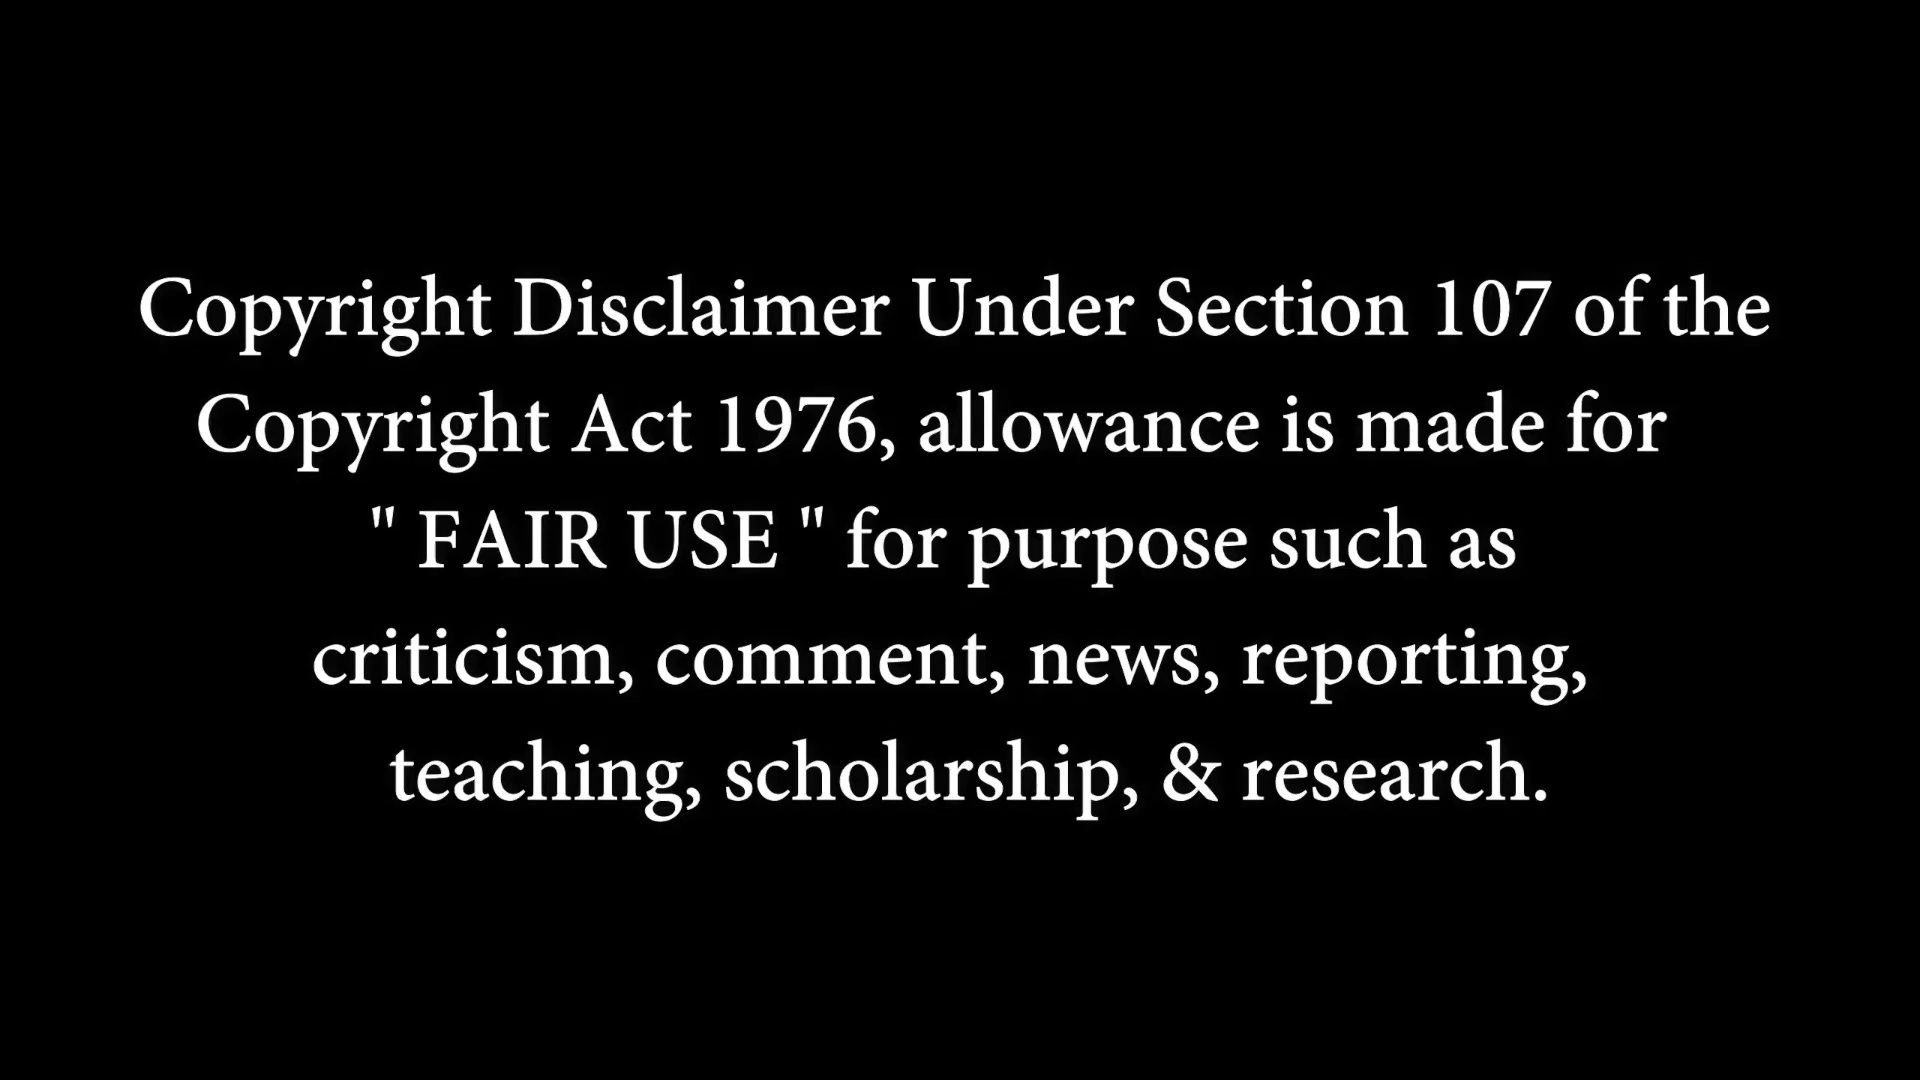 Copyright Disclaimer Under Section 107 of the
Copyright Act 1976, allowance is made for
" FAIR USE " for purpose such as
criticism, comment, news, reporting,
teaching, scholarship, & research.